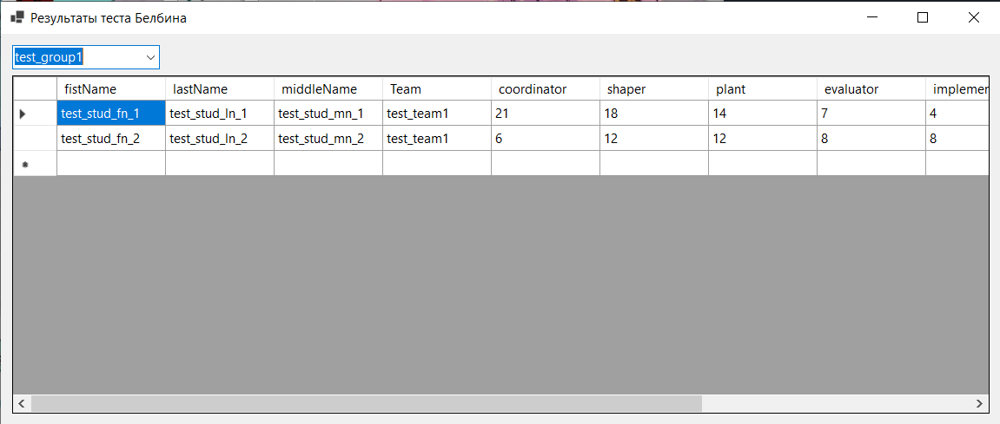 Результаты теста Белбина
test_group1
fistName lastName middleName Team coordinator shaper plant evaluator implemen
test_stud_fn_1 test_stud_ln_1 test_stud_mn_1 test_team1 21 18 14 7 4
test_stud_fn_2 test_stud_ln_2 test_stud_mn_2 test_team1 6 12 12 8 8